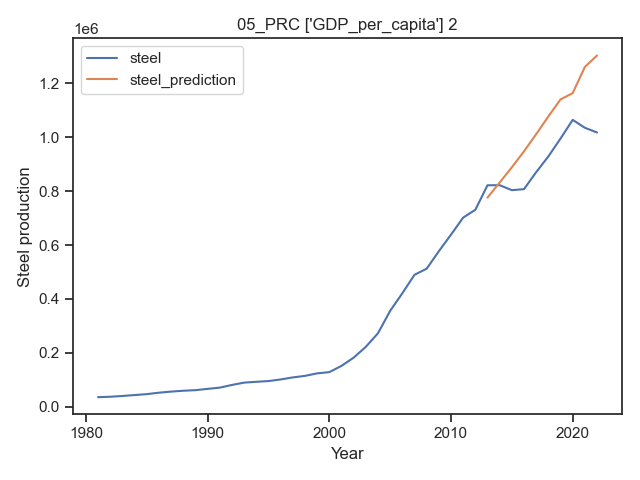 05_PRC ['GDP_per_capita'] 2
1e6
steel
steel_prediction
1.2
1.0
0.8
0.6
0.4
0.2
0.0
Steel production
1980
1990
2000
2010
2020
Year